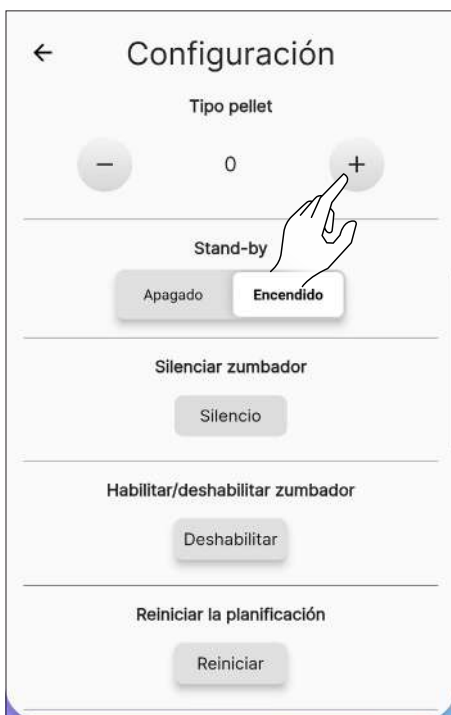 ← Configuración
Tipo pellet
− 0 +
Stand-by
Apagado Encendido
Silenciar zumbador
Silencio
Habilitar/deshabilitar zumbador
Deshabilitar
Reiniciar la planificación
Reiniciar